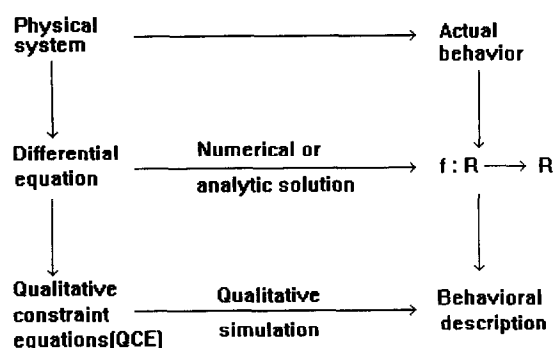 Physical
system
Actual
behavior
Differential
equation
Numerical or
analytic solution
f : R → R
Qualitative
constraint
equations(QCE)
Qualitative
simulation
Behavioral
description